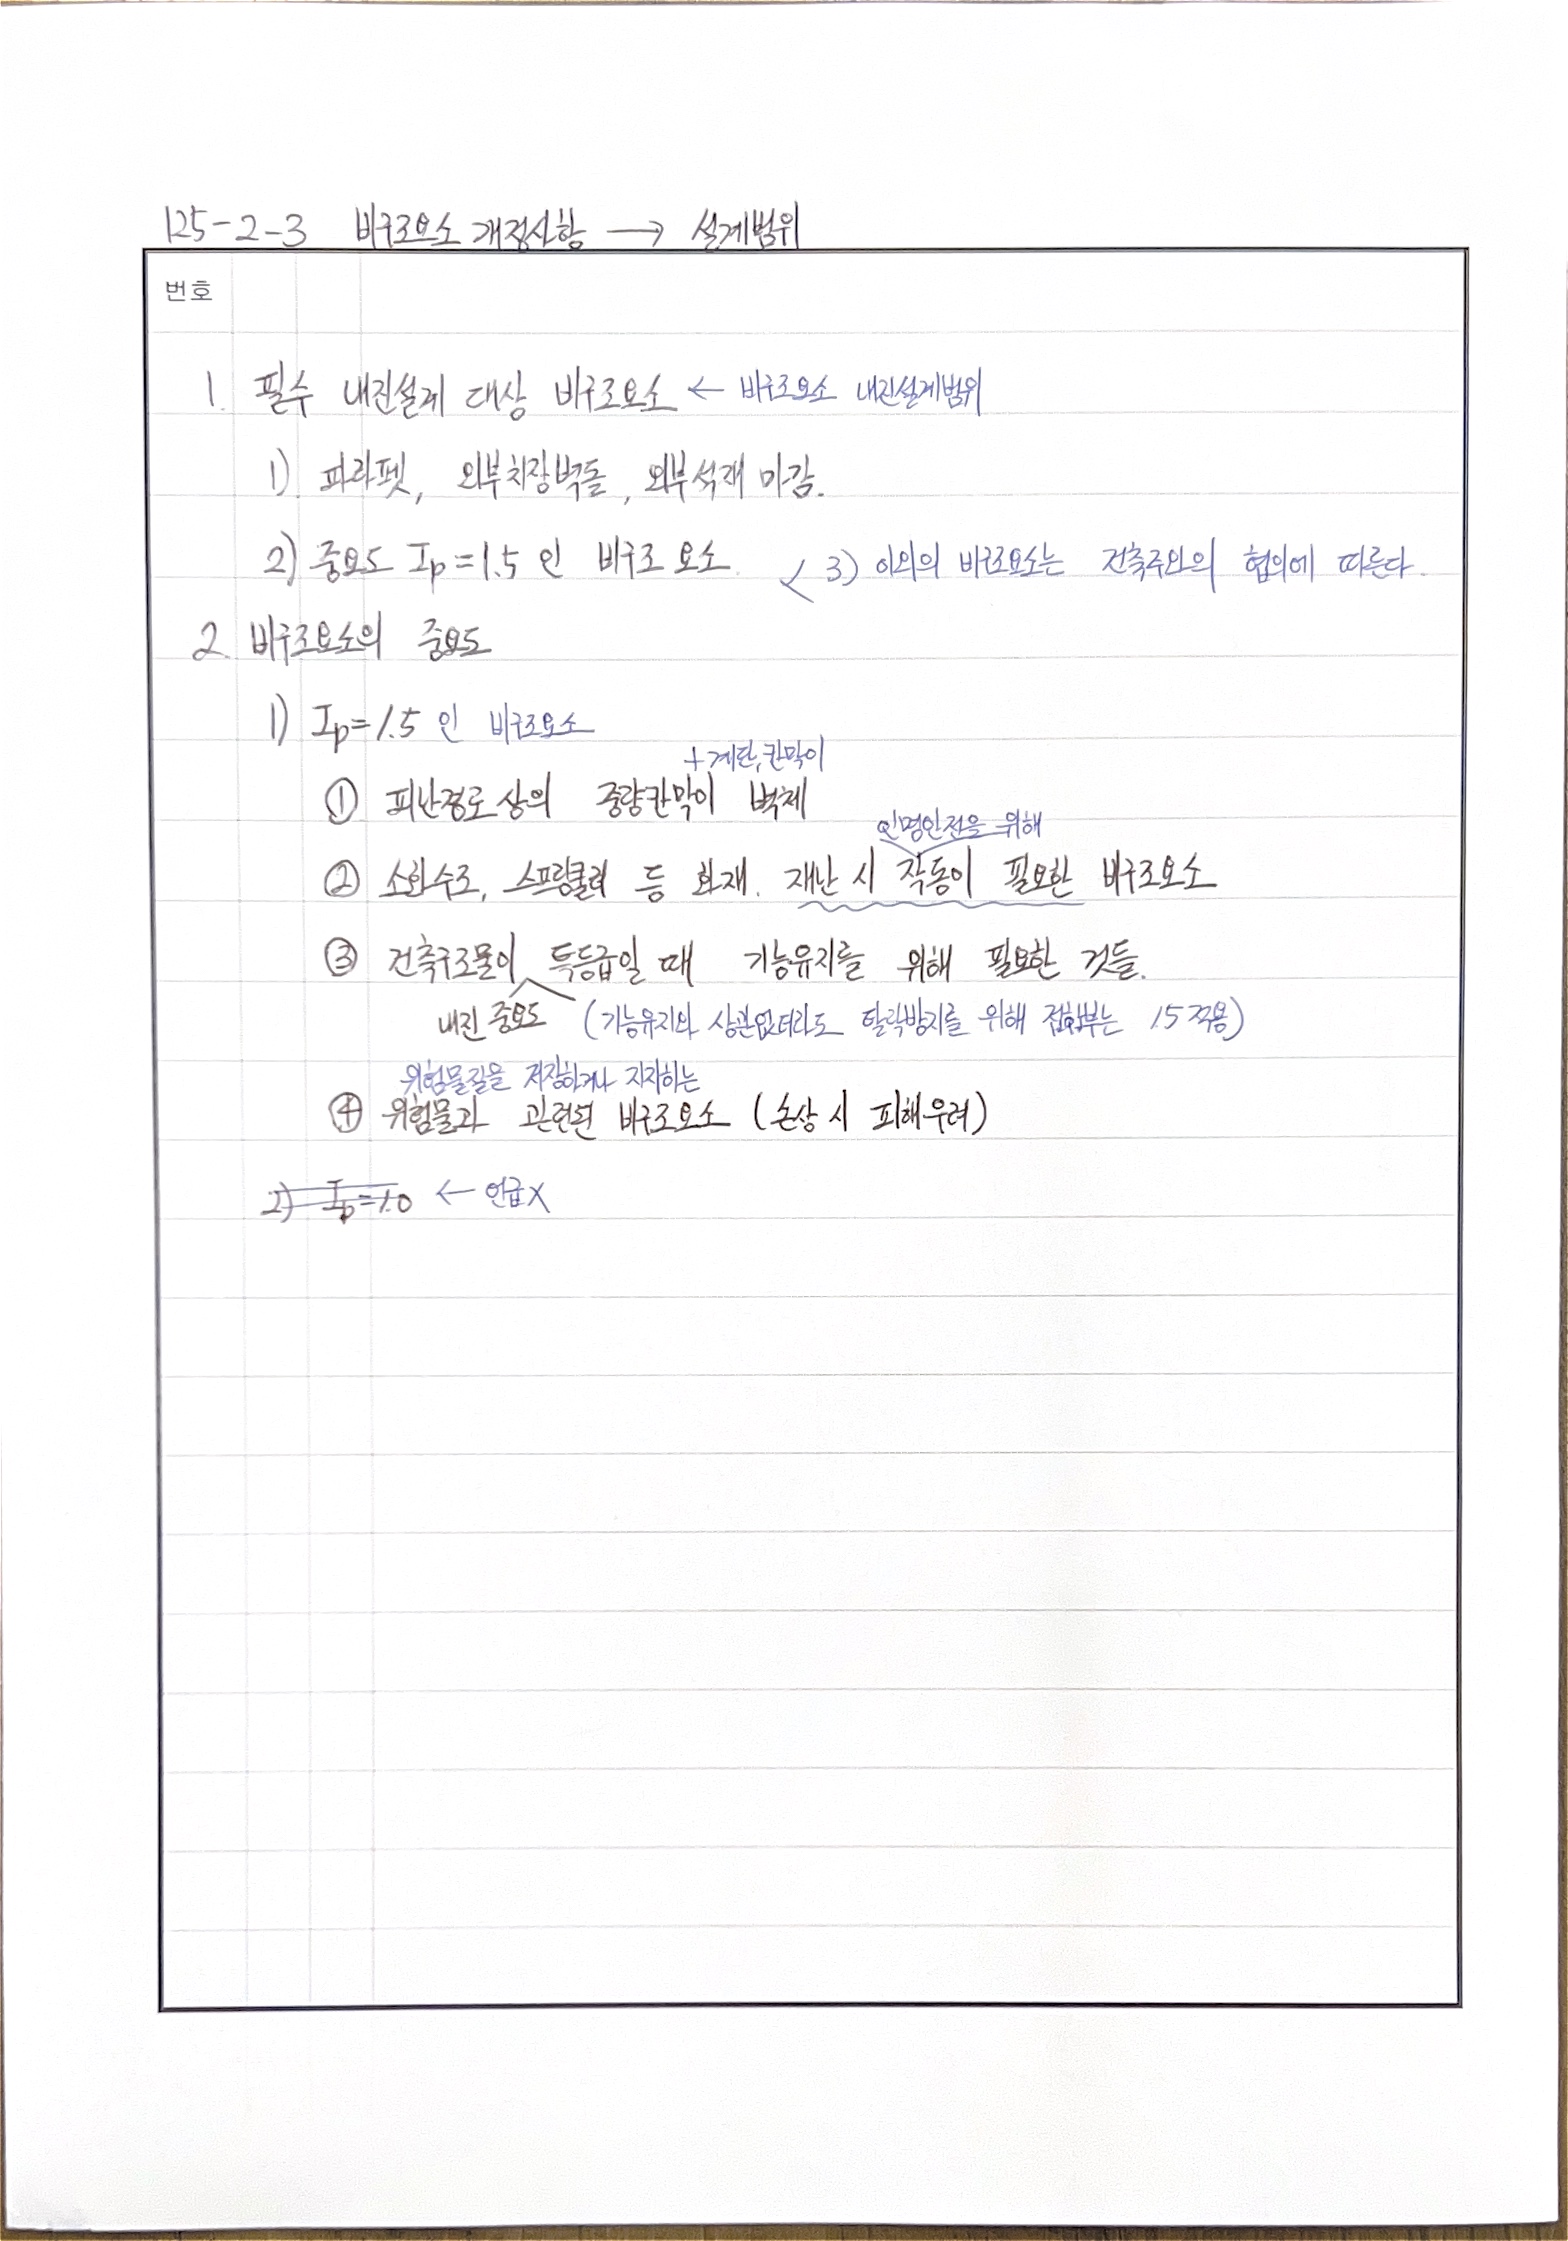 125-2-3 비구조요소 개정사항 → 설계범위
번호
1. 필수 내진설계 대상 비구조요소 ← 비구조요소 내진설계범위
1) 파라펫, 외부치장벽돌, 외부석재 마감.
2) 중요도 Ip=1.5 인 비구조 요소. < 3) 이외의 비구조요소는 건축주와의 협의에 따른다.
2. 비구조요소의 중요도
1) Ip=1.5 인 비구조요소
+계단, 칸막이
① 피난경로 상의 중량칸막이 벽체
인명안전을 위해
② 소화수조, 스프링쿨러 등 화재. 재난 시 작동이 필요한 비구조요소
③ 건축구조물이 특등급일 때 기능유지를 위해 필요한 것들.
내진 중요도 (기능유지와 상관없더라도 탈락방지를 위해 접합부는 1.5 적용)
위험물질을 저장하거나 지지하는
④ 위험물과 관련된 비구조요소 (손상 시 피해우려)
2) Ip=1.0 ← 언급X